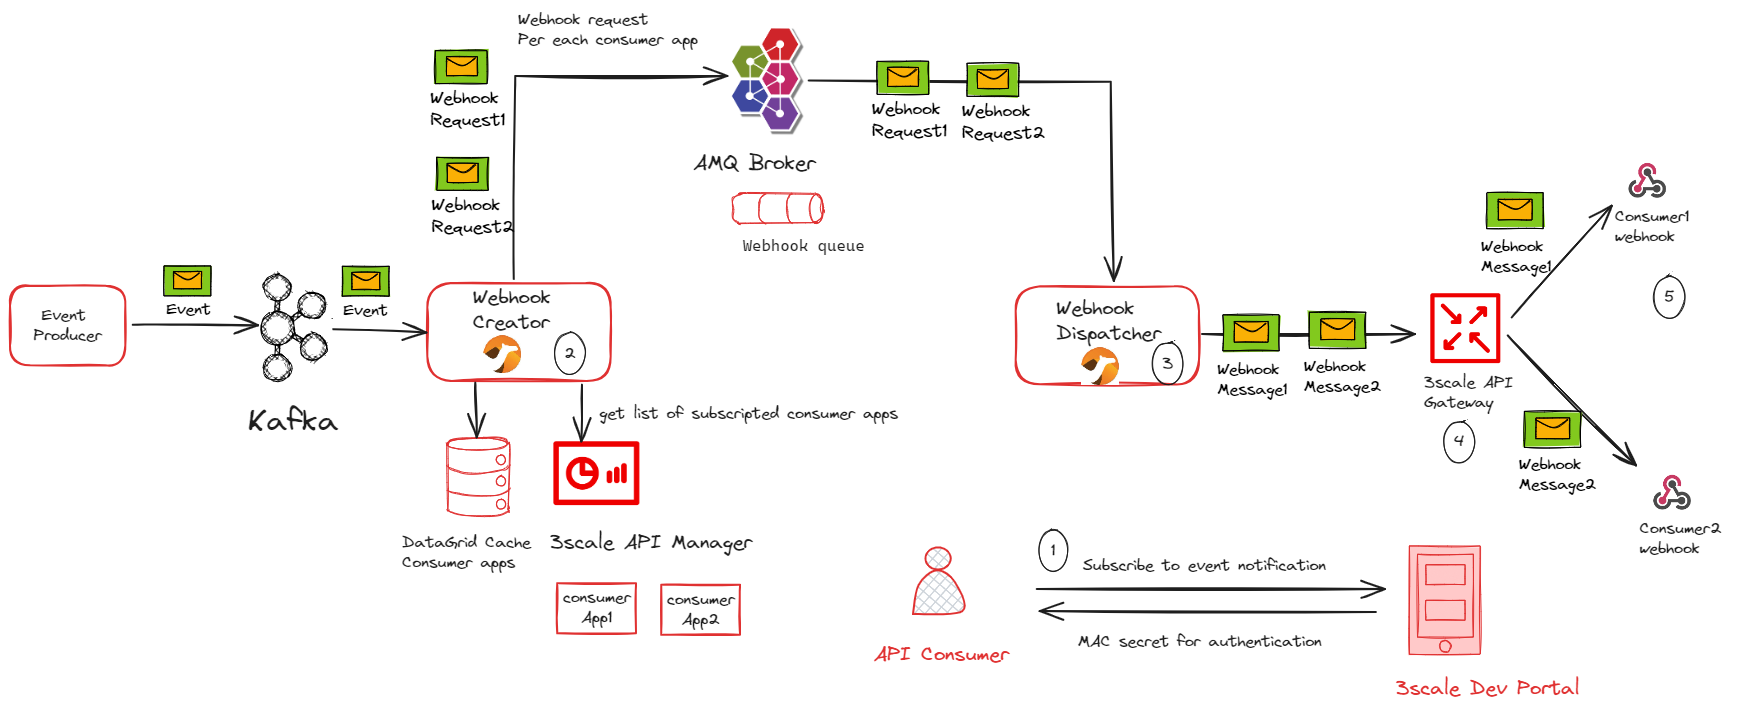 Webhook request
Per each consumer app
Webhook
Request1
Webhook
Request2
AMQ Broker
Webhook queue
Webhook
Request1
Webhook
Request2
Event
Producer
Event
Kafka
Event
Webhook
Creator
2
get list of subscripted consumer apps
DataGrid Cache
Consumer apps
3scale API Manager
consumer
App1
consumer
App2
Webhook
Dispatcher
3
Webhook
Message1
Webhook
Message2
3scale API
Gateway
4
Webhook
Message1
Consumer1
webhook
5
Webhook
Message2
Consumer2
webhook
1
Subscribe to event notification
MAC secret for authentication
API Consumer
3scale Dev Portal